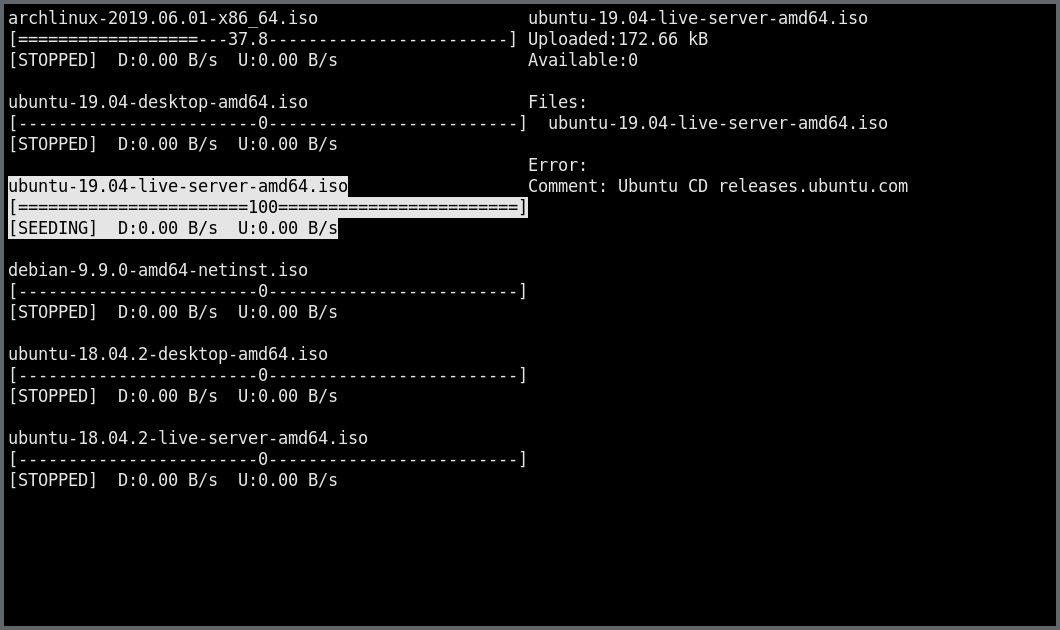 archlinux-2019.06.01-x86_64.iso
[==================---37.8------------------------]
[STOPPED]  D:0.00 B/s  U:0.00 B/s
ubuntu-19.04-desktop-amd64.iso
[------------------------0-------------------------]
[STOPPED]  D:0.00 B/s  U:0.00 B/s
ubuntu-19.04-live-server-amd64.iso
[=======================100========================]
[SEEDING]  D:0.00 B/s  U:0.00 B/s
debian-9.9.0-amd64-netinst.iso
[------------------------0-------------------------]
[STOPPED]  D:0.00 B/s  U:0.00 B/s
ubuntu-18.04.2-desktop-amd64.iso
[------------------------0-------------------------]
[STOPPED]  D:0.00 B/s  U:0.00 B/s
ubuntu-18.04.2-live-server-amd64.iso
[------------------------0-------------------------]
[STOPPED]  D:0.00 B/s  U:0.00 B/s
ubuntu-19.04-live-server-amd64.iso
Uploaded:172.66 kB
Available:0
Files:
ubuntu-19.04-live-server-amd64.iso
Error:
Comment: Ubuntu CD releases.ubuntu.com